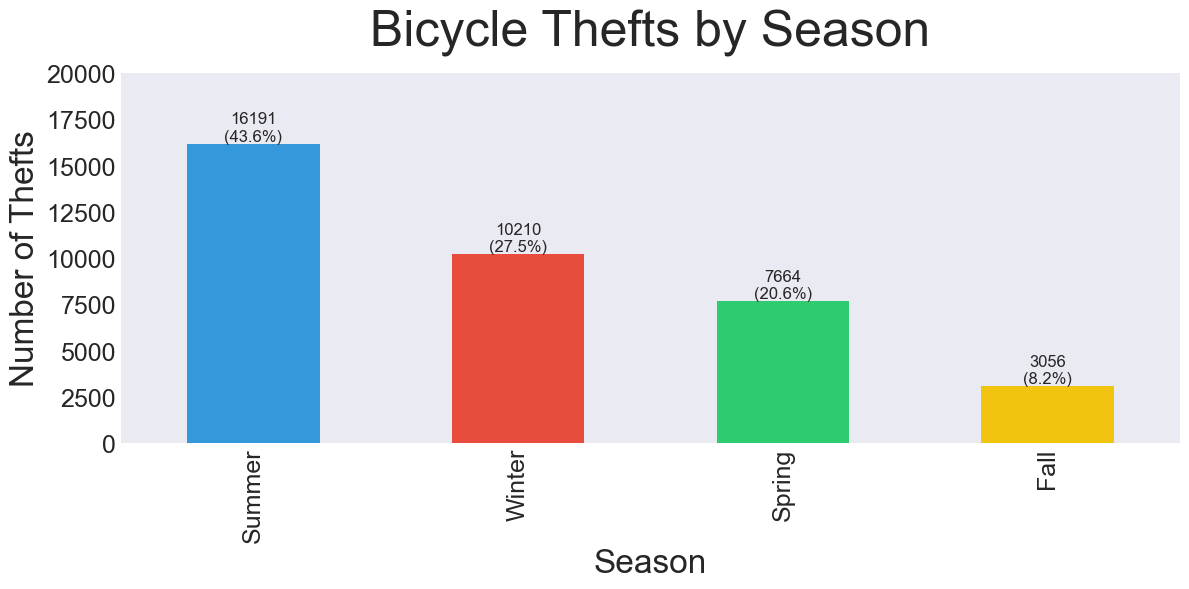 Bicycle Thefts by Season
Number of Thefts
20000
17500
15000
12500
10000
7500
5000
2500
0
16191
(43.6%)
10210
(27.5%)
7664
(20.6%)
3056
(8.2%)
Summer
Winter
Spring
Fall
Season